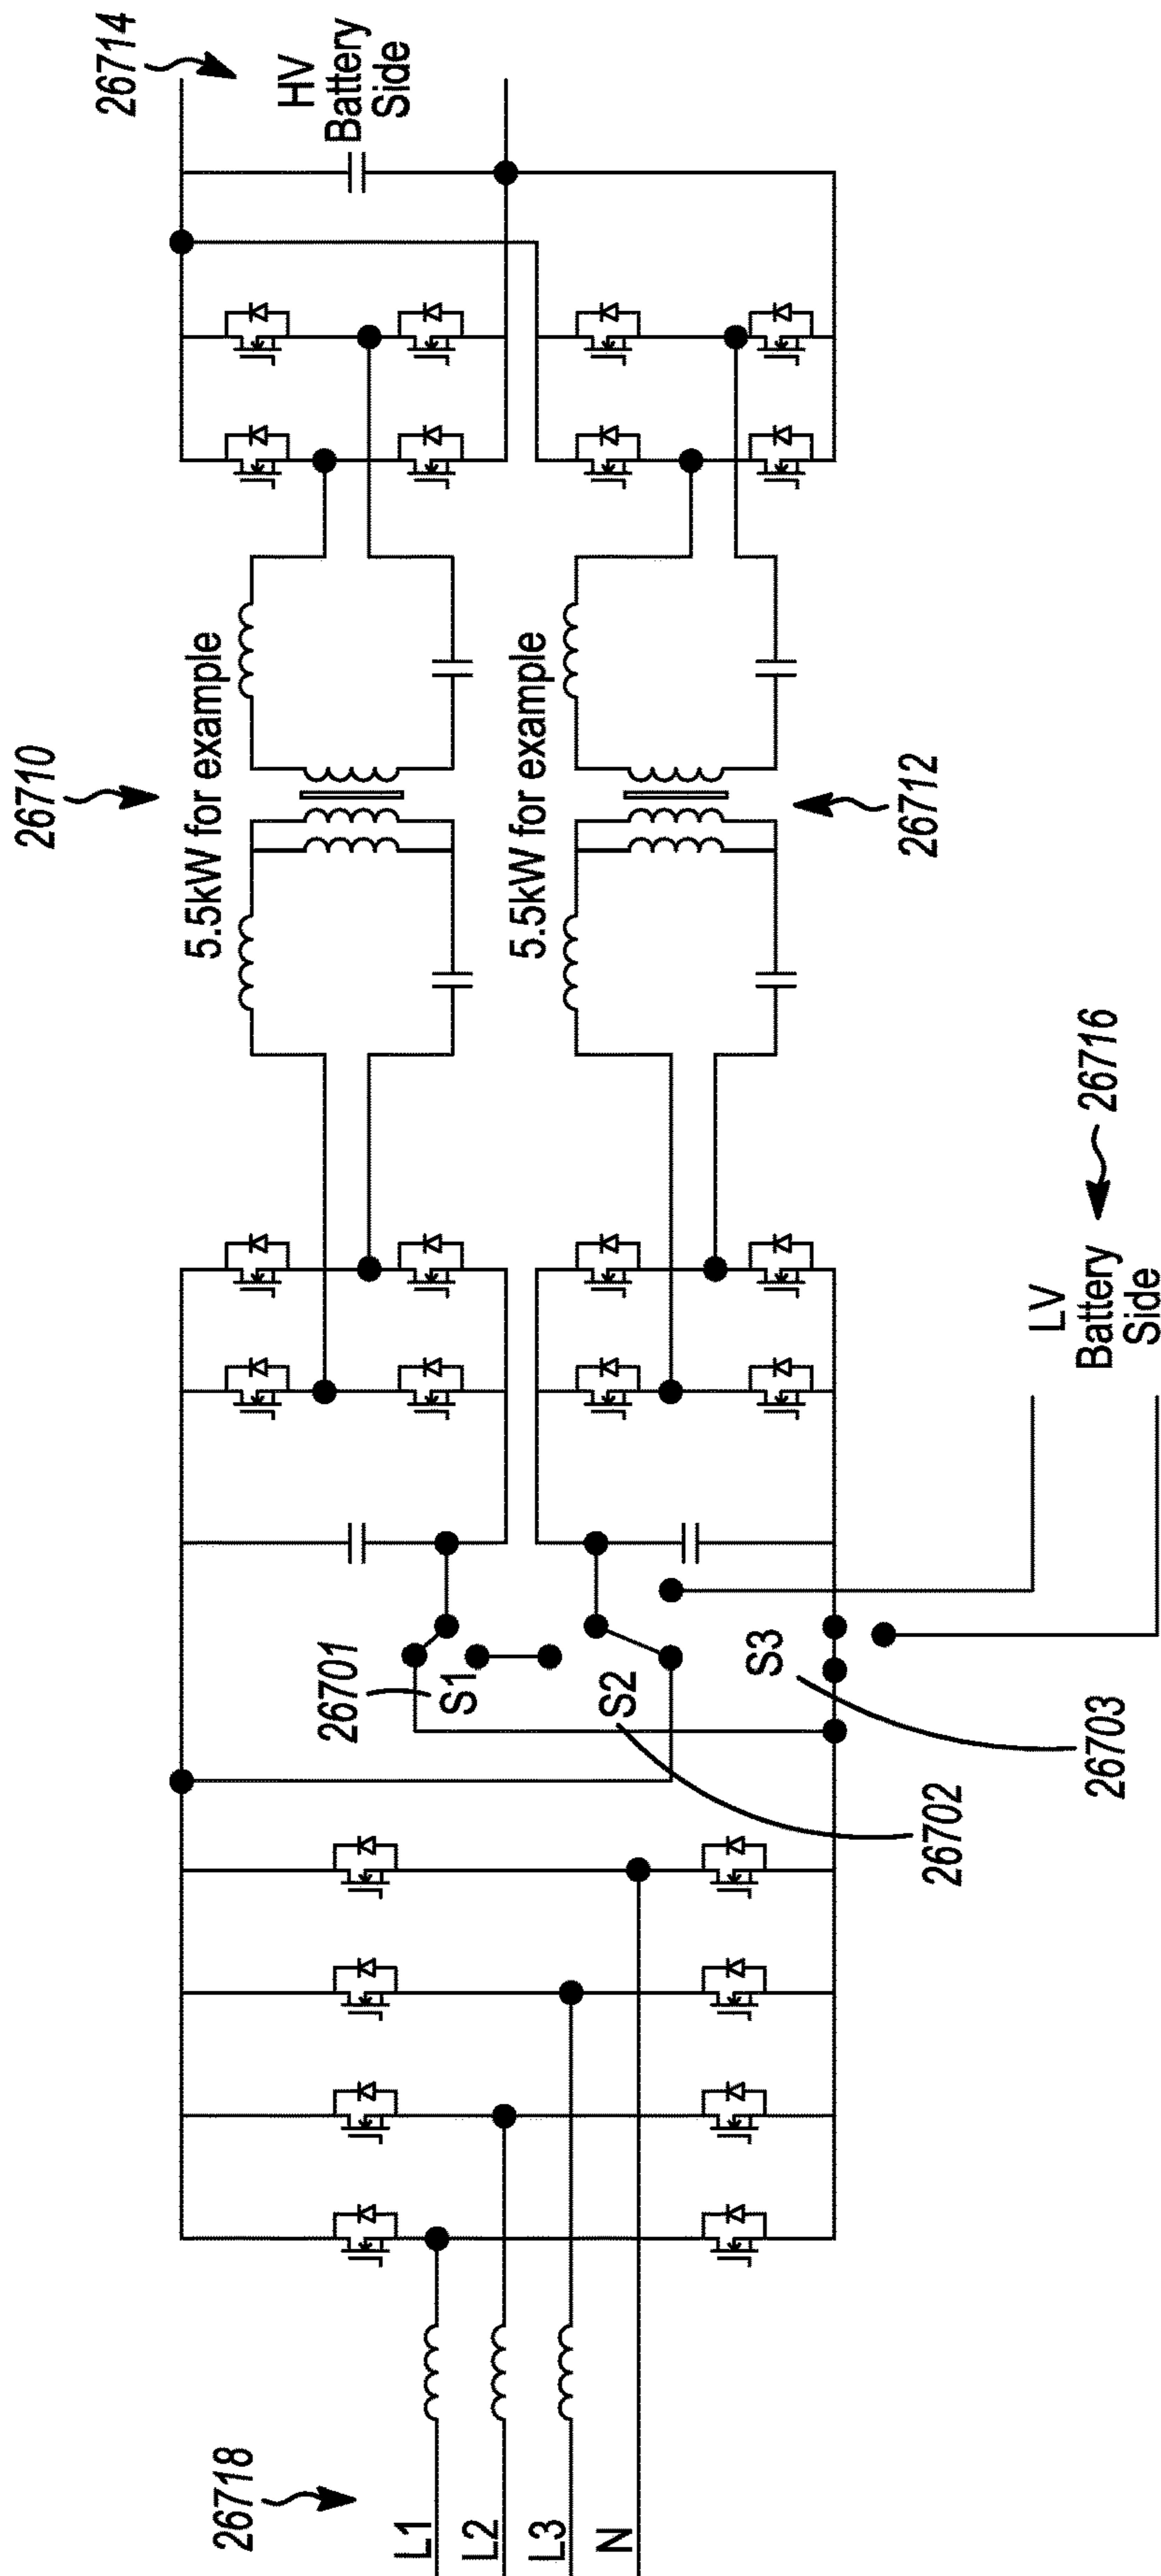 26718
L1
L2
L3
N
26701
S1
S2
S3
26702
26703
26710
5.5kW for example
5.5kW for example
26712
LV
Battery
Side
26716
26714
HV
Battery
Side